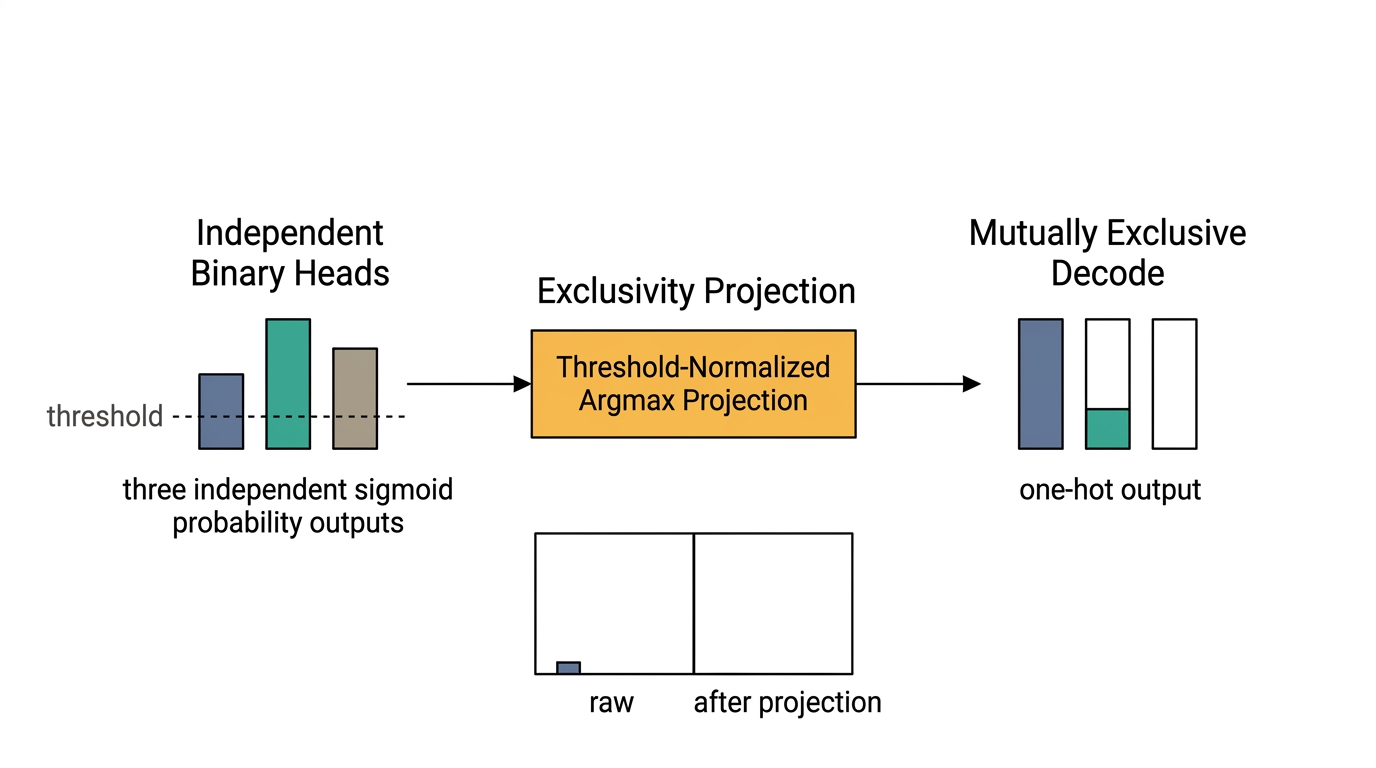 Independent
Binary Heads
threshold
three independent sigmoid
probability outputs
Exclusivity Projection
Threshold-Normalized
Argmax Projection
raw
after projection
Mutually Exclusive
Decode
one-hot output